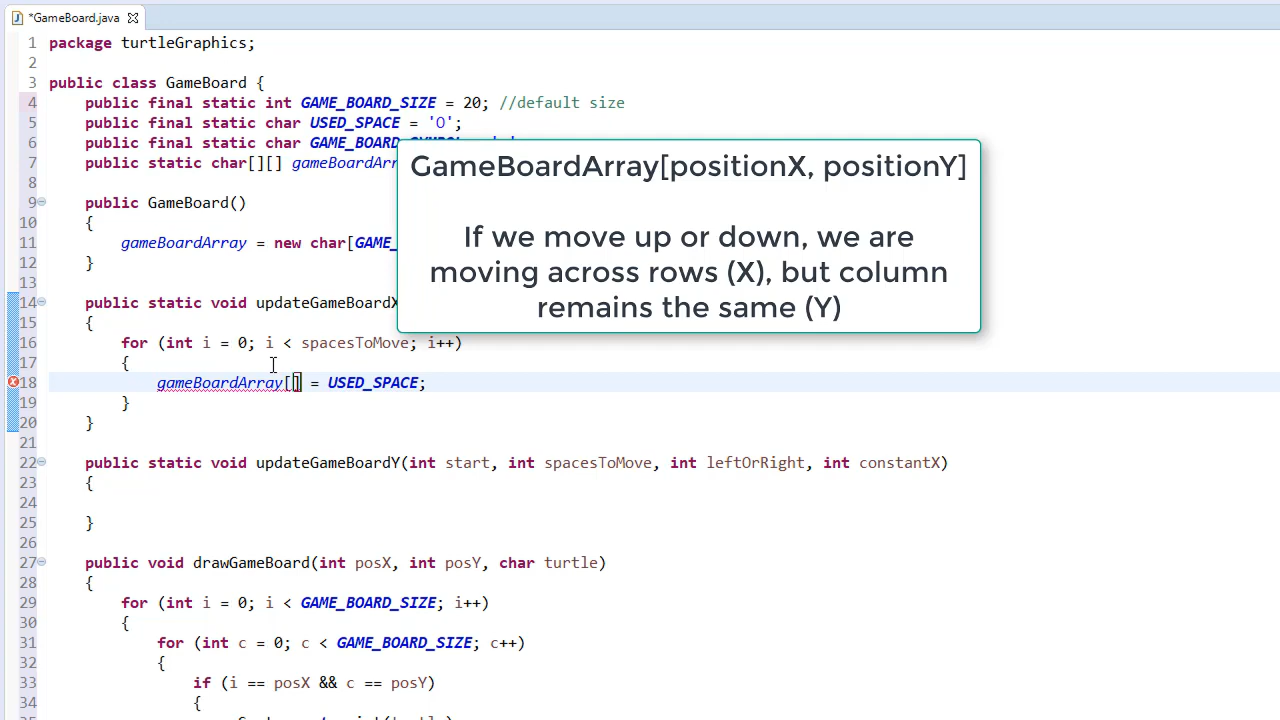 *GameBoard.java
1 package turtleGraphics;
2
3 public class GameBoard {
4 public final static int GAME_BOARD_SIZE = 20; //default size
5 public final static char USED_SPACE = 'O';
6 public final static char GAME_BOARD
7 public static char[][] gameBoardArr
8
9 public GameBoard()
10 {
11 gameBoardArray = new char[GAME_
12 }
13
14 public static void updateGameBoardX
15 {
16 for (int i = 0; i < spacesToMove; i++)
17 {
18 gameBoardArray[] = USED_SPACE;
19 }
20 }
21
22 public static void updateGameBoardY(int start, int spacesToMove, int leftOrRight, int constantX)
23 {
24
25 }
26
27 public void drawGameBoard(int posX, int posY, char turtle)
28 {
29 for (int i = 0; i < GAME_BOARD_SIZE; i++)
30 {
31 for (int c = 0; c < GAME_BOARD_SIZE; c++)
32 {
33 if (i == posX && c == posY)
34 {
GameBoardArray[positionX, positionY]
If we move up or down, we are
moving across rows (X), but column
remains the same (Y)